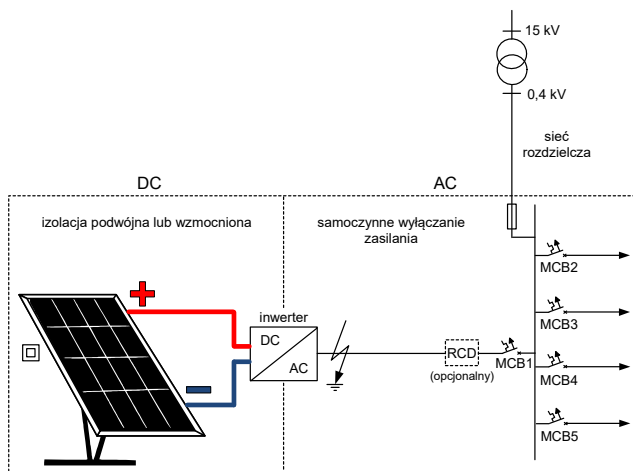 15 kV
0,4 kV
sieć
rozdzielcza
DC
AC
izolacja podwójna lub wzmocniona
samoczynne wyłączanie
zasilania
MCB2
MCB3
inwerter
DC
AC
RCD
(opcjonalny)
MCB1
MCB4
MCB5